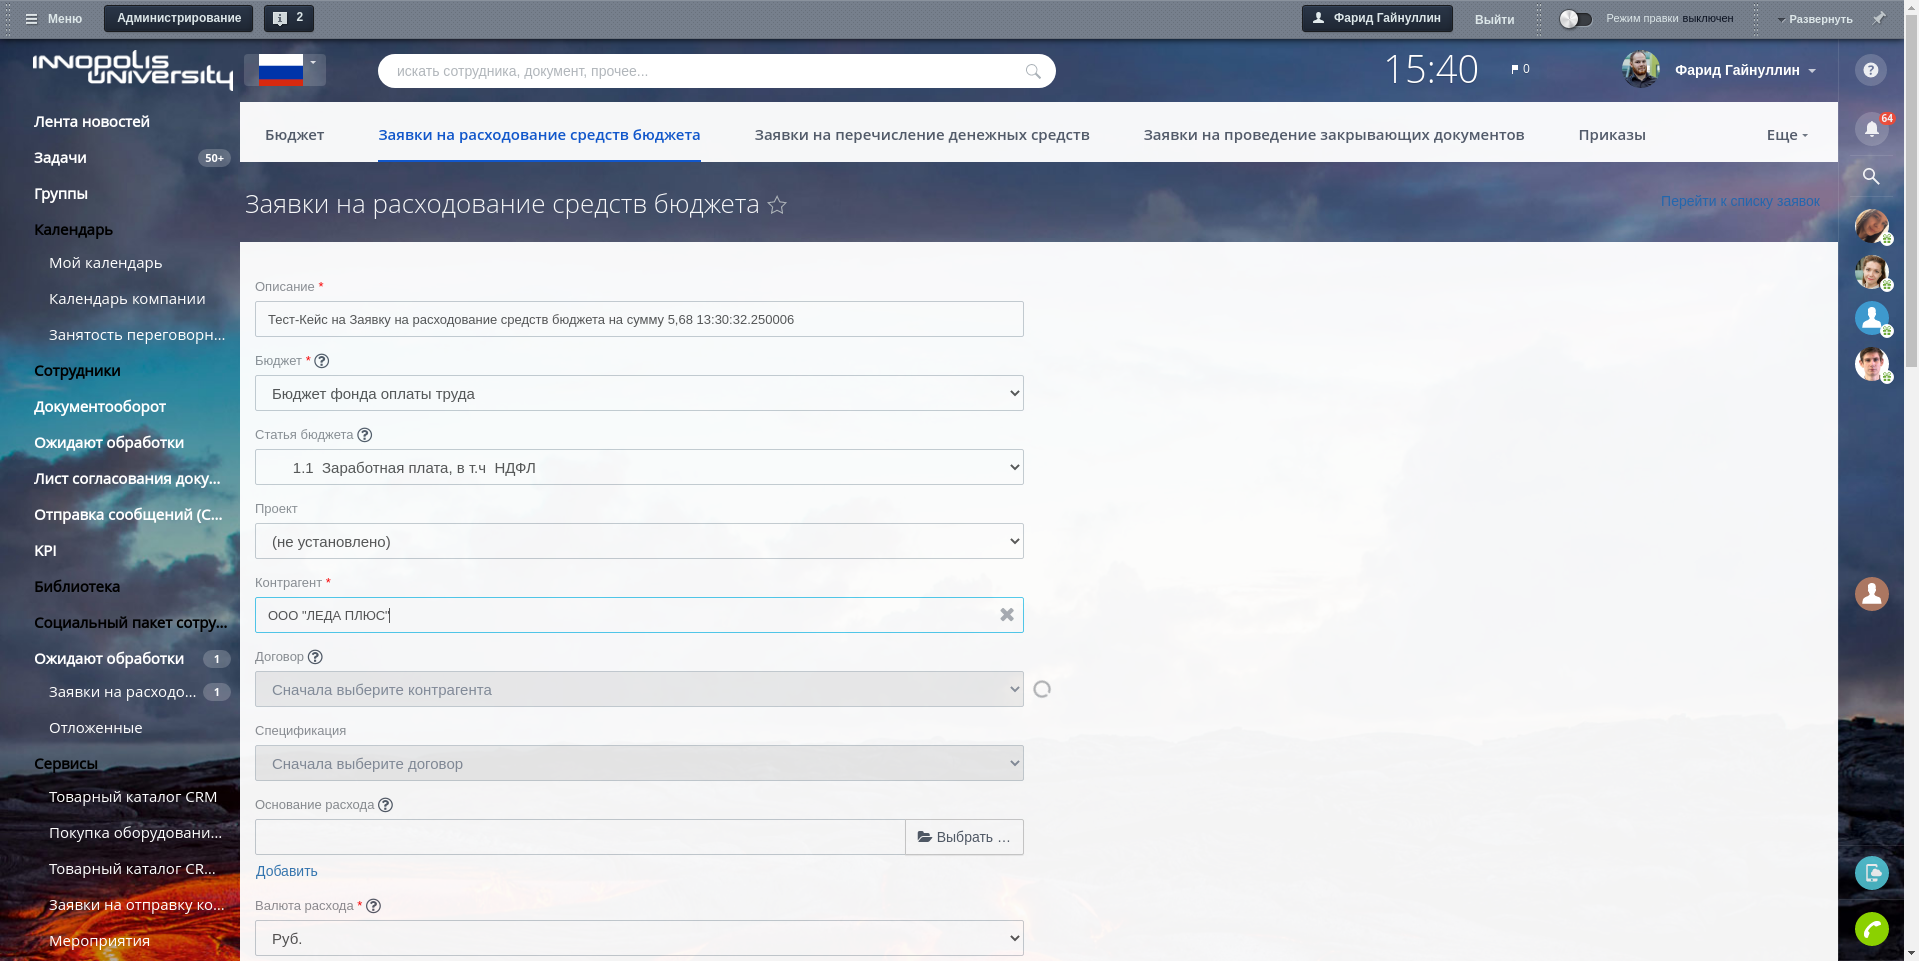 Меню
Администрирование
2
Фарид Гайнуллин
Выйти
Режим правки выключен
Развернуть
INNOPOLIS
UNIVERSITY
искать сотрудника, документ, прочее...
15:40
0
Фарид Гайнуллин
Лента новостей
Задачи
50+
Группы
Календарь
Мой календарь
Календарь компании
Занятость переговорн...
Сотрудники
Документооборот
Ожидают обработки
Лист согласования доку...
Отправка сообщений (С...
KPI
Библиотека
Социальный пакет сотру...
Ожидают обработки
1
Заявки на расходо...
1
Отложенные
Сервисы
Товарный каталог CRM
Покупка оборудовани...
Товарный каталог CR...
Заявки на отправку ко...
Мероприятия
Бюджет
Заявки на расходование средств бюджета
Заявки на перечисление денежных средств
Заявки на проведение закрывающих документов
Приказы
Еще
Заявки на расходование средств бюджета
Перейти к списку заявок
Описание *
Тест-Кейс на Заявку на расходование средств бюджета на сумму 5,68 13:30:32.250006
Бюджет * ?
Бюджет фонда оплаты труда
Статья бюджета ?
1.1 Заработная плата, в т.ч НДФЛ
Проект
(не установлено)
Контрагент *
ООО "ЛЕДА ПЛЮС"
Договор ?
Сначала выберите контрагента
Спецификация
Сначала выберите договор
Основание расхода ?
Выбрать ...
Добавить
Валюта расхода * ?
Руб.
?
64